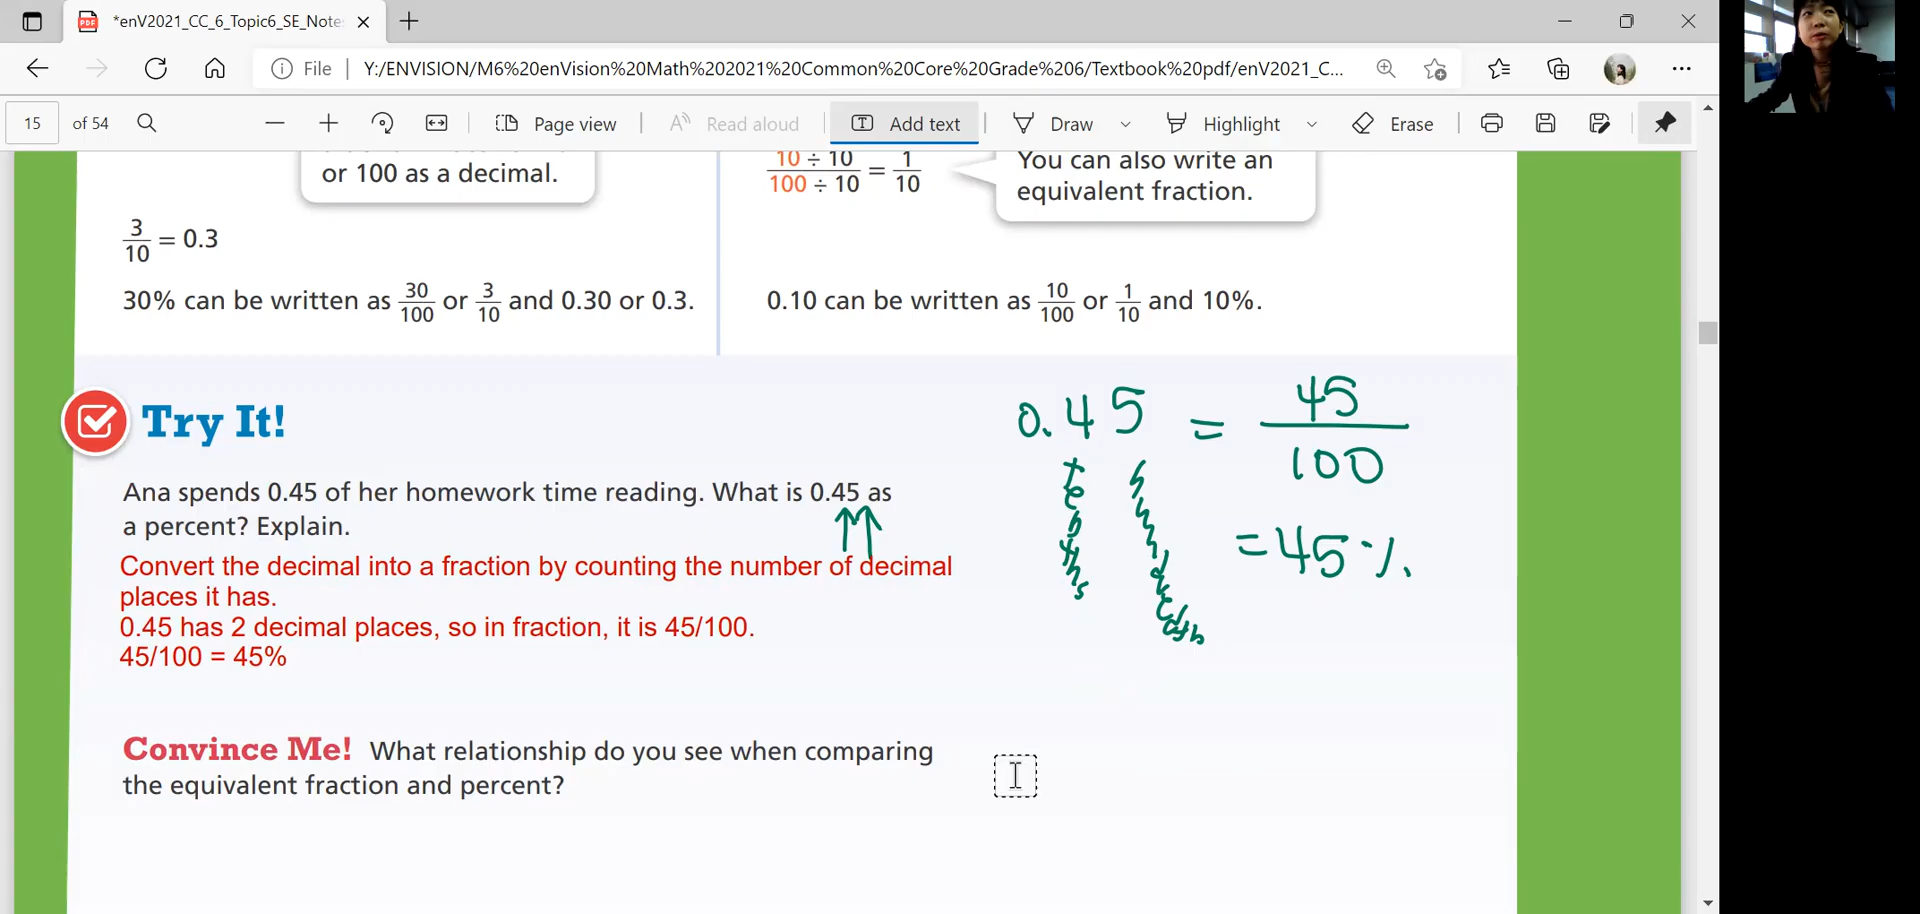 *enV2021_CC_6_Topic6_SE_Note
File
Y:/ENVISION/M6%20enVision%20Math%202021%20Common%20Core%20Grade%206/Textbook%20pdf/enV2021_C...
15 of 54
Page view
Read aloud
Add text
Draw
Highlight
Erase
or 100 as a decimal.
3/10 = 0.3
30% can be written as 30/100 or 3/10 and 0.30 or 0.3.
10 ÷ 10 / 100 ÷ 10 = 1/10
You can also write an
equivalent fraction.
0.10 can be written as 10/100 or 1/10 and 10%.
Try It!
Ana spends 0.45 of her homework time reading. What is 0.45 as
a percent? Explain.
Convert the decimal into a fraction by counting the number of decimal
places it has.
0.45 has 2 decimal places, so in fraction, it is 45/100.
45/100 = 45%
0.45 = 45/100
tenths
= 45%
Convince Me! What relationship do you see when comparing
the equivalent fraction and percent?